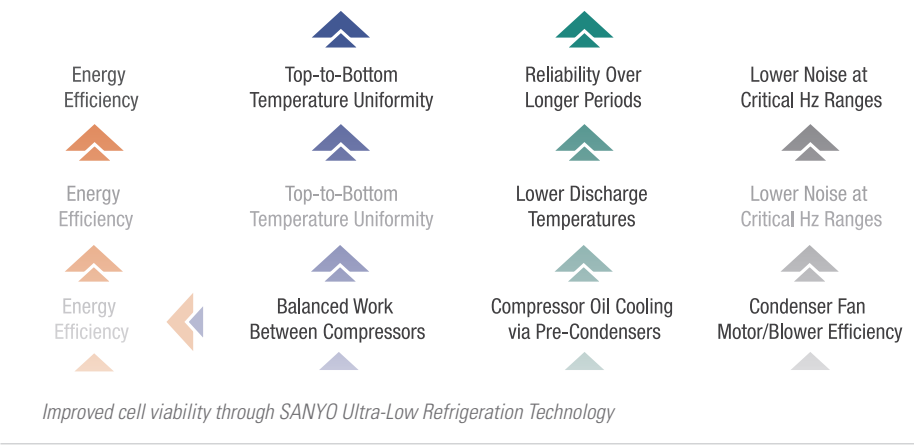 Energy
Efficiency
Top-to-Bottom
Temperature Uniformity
Reliability Over
Longer Periods
Lower Noise at
Critical Hz Ranges
Energy
Efficiency
Top-to-Bottom
Temperature Uniformity
Lower Discharge
Temperatures
Lower Noise at
Critical Hz Ranges
Energy
Efficiency
Balanced Work
Between Compressors
Compressor Oil Cooling
via Pre-Condensers
Condenser Fan
Motor/Blower Efficiency
Improved cell viability through SANYO Ultra-Low Refrigeration Technology